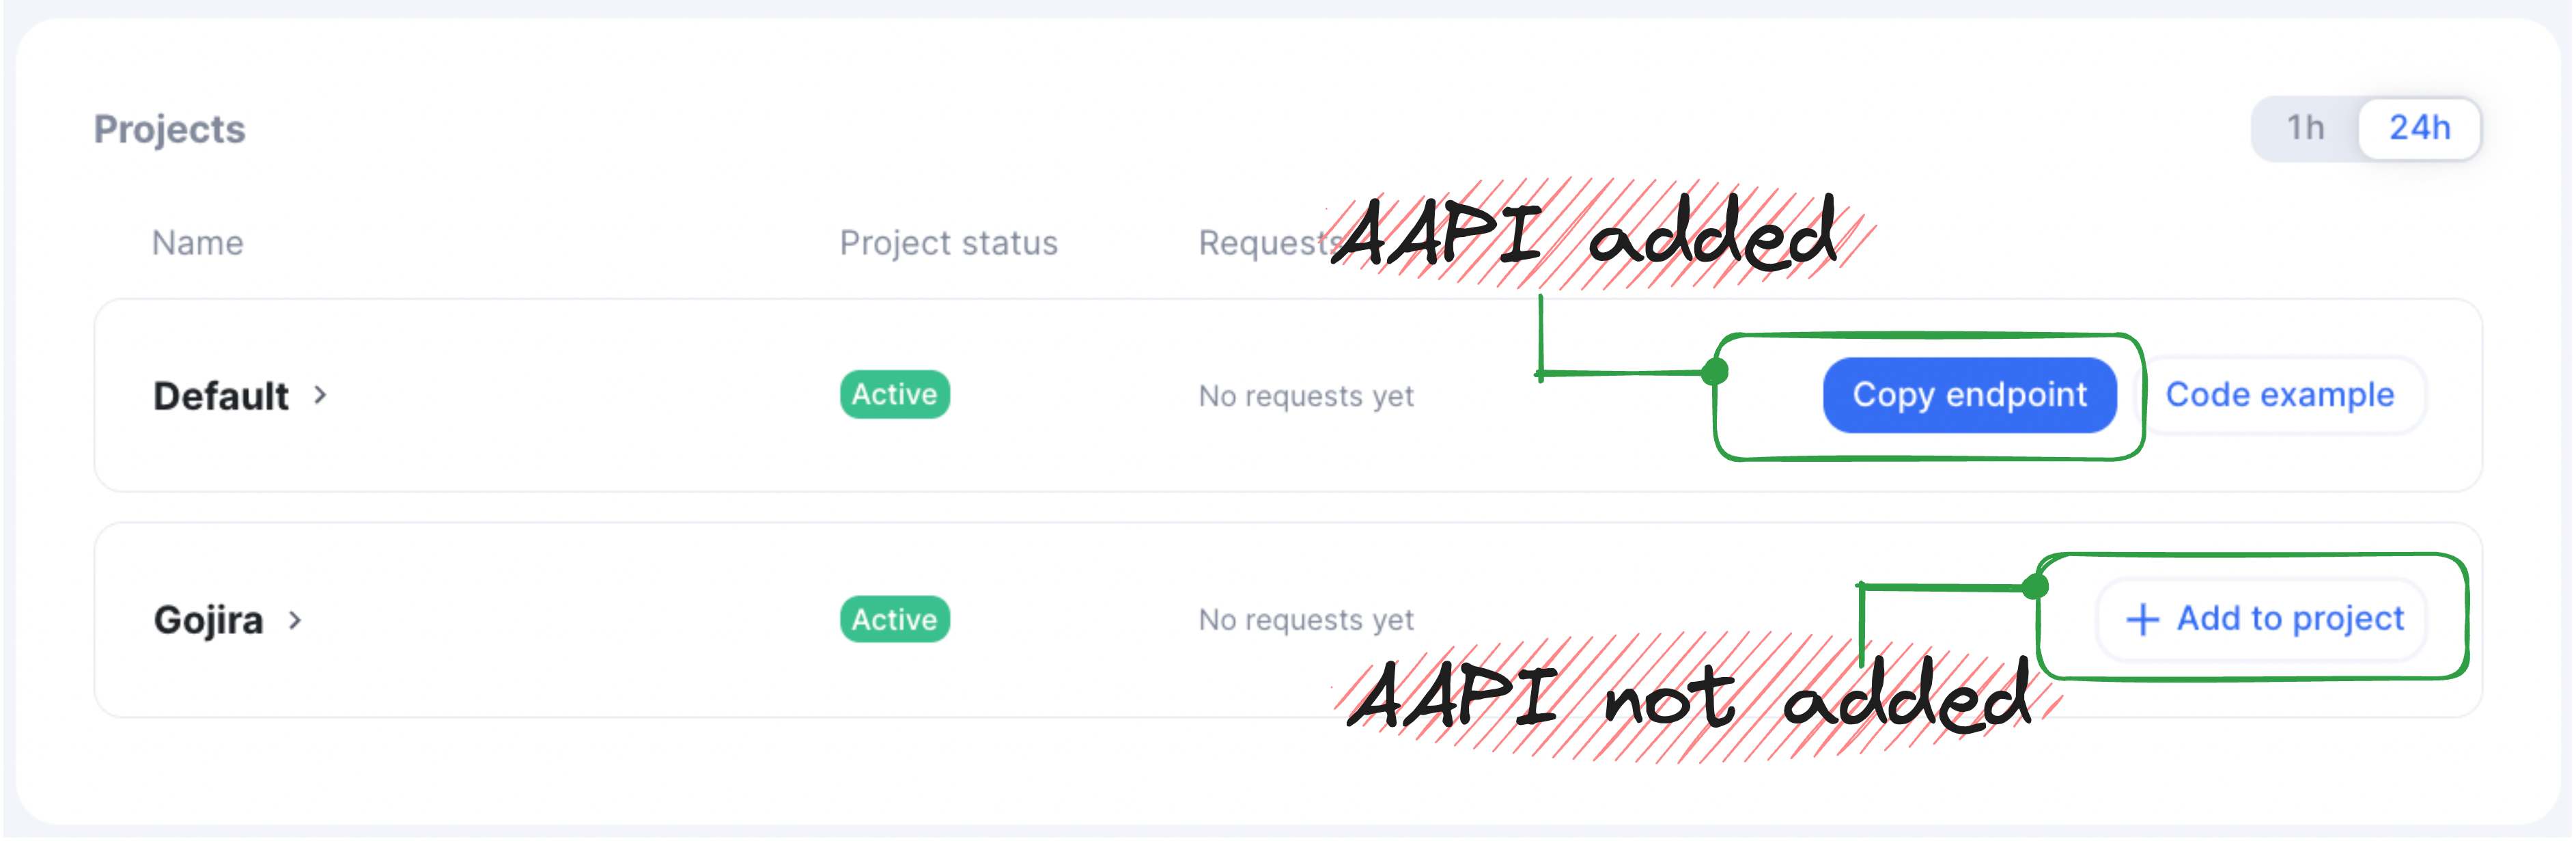 Projects
1h 24h
Name Project status Requests
AAPI added
Default Active No requests yet Copy endpoint Code example
Gojira Active No requests yet + Add to project
AAPI not added